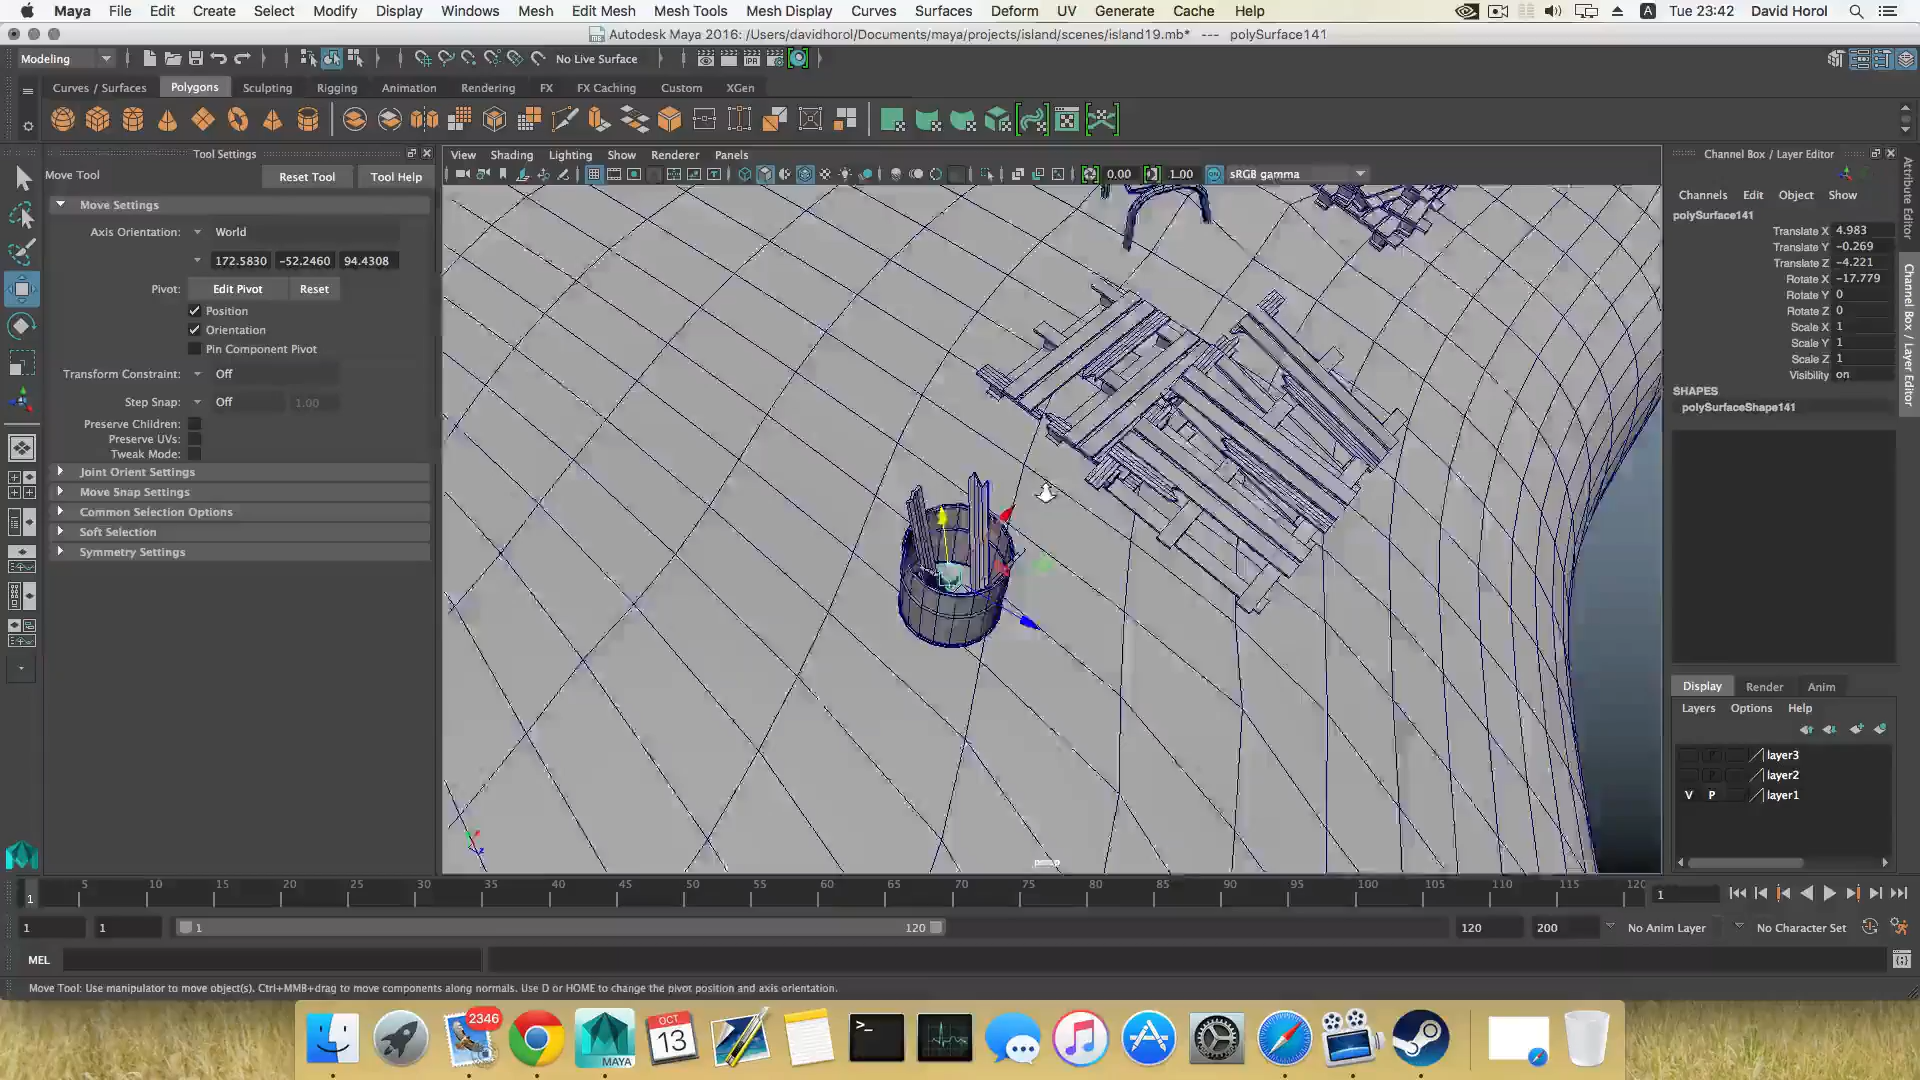 Maya File Edit Create Select Modify Display Windows Mesh Edit Mesh Mesh Tools Mesh Display Curves Surfaces Deform UV Generate Cache Help A Tue 23:42 David Horol
Autodesk Maya 2016: /Users/davidhorol/Documents/maya/projects/island/scenes/island19.mb* --- polySurface141
Modeling No Live Surface
Curves / Surfaces Polygons Sculpting Rigging Animation Rendering FX FX Caching Custom XGen
Tool Settings
Move Tool Reset Tool Tool Help
Move Settings
Axis Orientation: World
172.5830 -52.2460 94.4308
Pivot: Edit Pivot Reset
Position
Orientation
Pin Component Pivot
Transform Constraint: Off
Step Snap: Off 1.00
Preserve Children:
Preserve UVs:
Tweak Mode:
Joint Orient Settings
Move Snap Settings
Common Selection Options
Soft Selection
Symmetry Settings
View Shading Lighting Show Renderer Panels
0.00 1.00 sRGB gamma
persp
Channel Box / Layer Editor
Channels Edit Object Show
polySurface141
Translate X 4.983
Translate Y -0.269
Translate Z -4.221
Rotate X -17.779
Rotate Y 0
Rotate Z 0
Scale X 1
Scale Y 1
Scale Z 1
Visibility on
SHAPES
polySurfaceShape141
Attribute Editor
Channel Box / Layer Editor
Display Render Anim
Layers Options Help
P layer3
P layer2
V P layer1
1 5 10 15 20 25 30 35 40 45 50 55 60 65 70 75 80 85 90 95 100 105 110 115 120 1
1 1 1 120 120 200 No Anim Layer No Character Set
MEL
Move Tool: Use manipulator to move object(s). Ctrl+MMB+drag to move components along normals. Use D or HOME to change the pivot position and axis orientation.
2346
MAYA
OCT
13